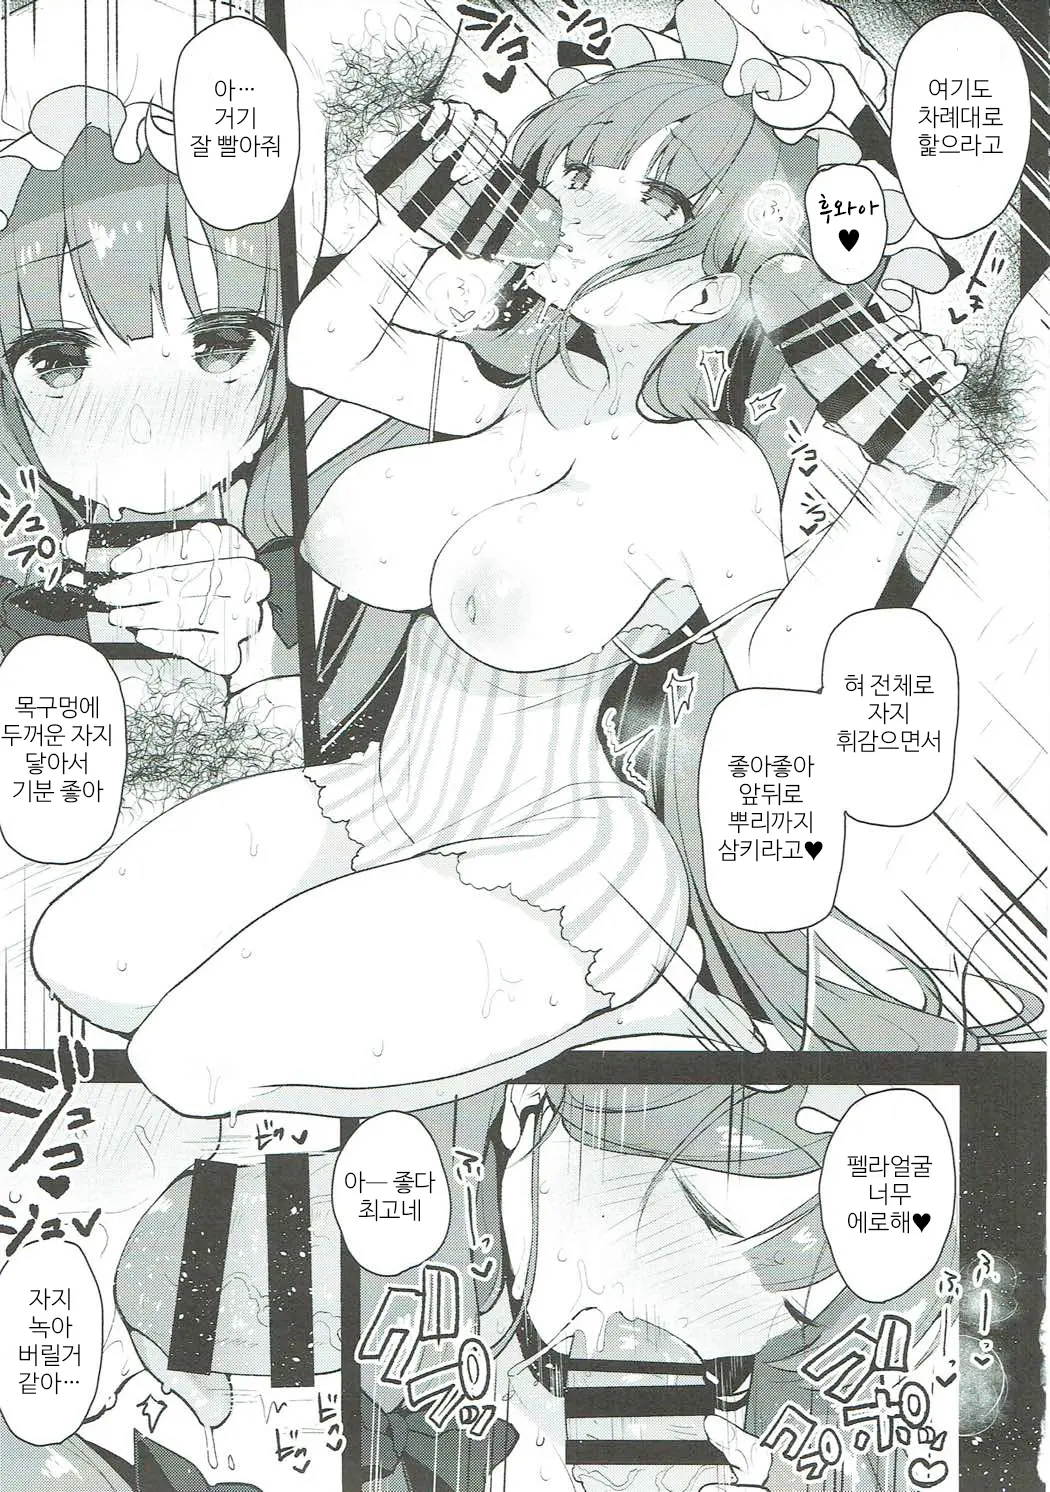 여기도
차례대로
핥으라고
후와아
♥
아…
거기
잘 빨아줘
혀 전체로
자지
휘감으면서
좋아좋아
앞뒤로
뿌리까지
삼키라고♥
목구멍에
두꺼운 자지
닿아서
기분 좋아
펠라얼굴
너무
에로해♥
아— 좋다
최고네
자지
녹아
버릴거
같아…